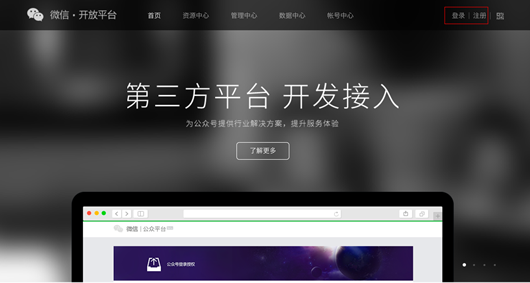 微信·开放平台
首页
资源中心
管理中心
数据中心
帐号中心
登录 | 注册
第三方平台 开发接入
为公众号提供行业解决方案，提升服务体验
了解更多
微信 | 公众平台
公众号登录授权